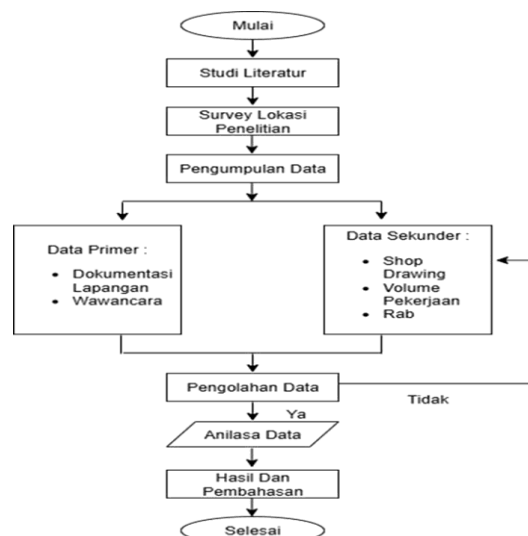 Mulai
Studi Literatur
Survey Lokasi
Penelitian
Pengumpulan Data
Data Primer :
• Dokumentasi
Lapangan
• Wawancara
Data Sekunder :
• Shop
Drawing
• Volume
Pekerjaan
• Rab
Pengolahan Data
Tidak
Ya
Anilasa Data
Hasil Dan
Pembahasan
Selesai